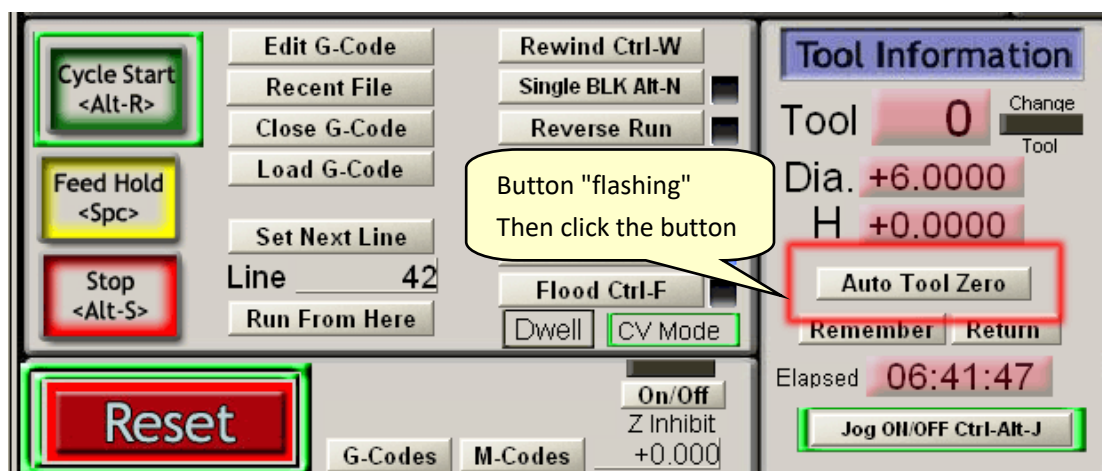 Cycle Start
<Alt-R>
Feed Hold
<Spc>
Stop
<Alt-S>
Edit G-Code
Recent File
Close G-Code
Load G-Code
Set Next Line
Line 42
Run From Here
Rewind Ctrl-W
Single BLK Alt-N
Reverse Run
Button "flashing"
Then click the button
Flood Ctrl-F
Dwell CV Mode
Tool Information
Tool 0 Change
Tool
Dia. +6.0000
H +0.0000
Auto Tool Zero
Remember Return
Elapsed 06:41:47
Jog ON/OFF Ctrl-Alt-J
Reset
G-Codes M-Codes
On/Off
Z Inhibit
+0.000